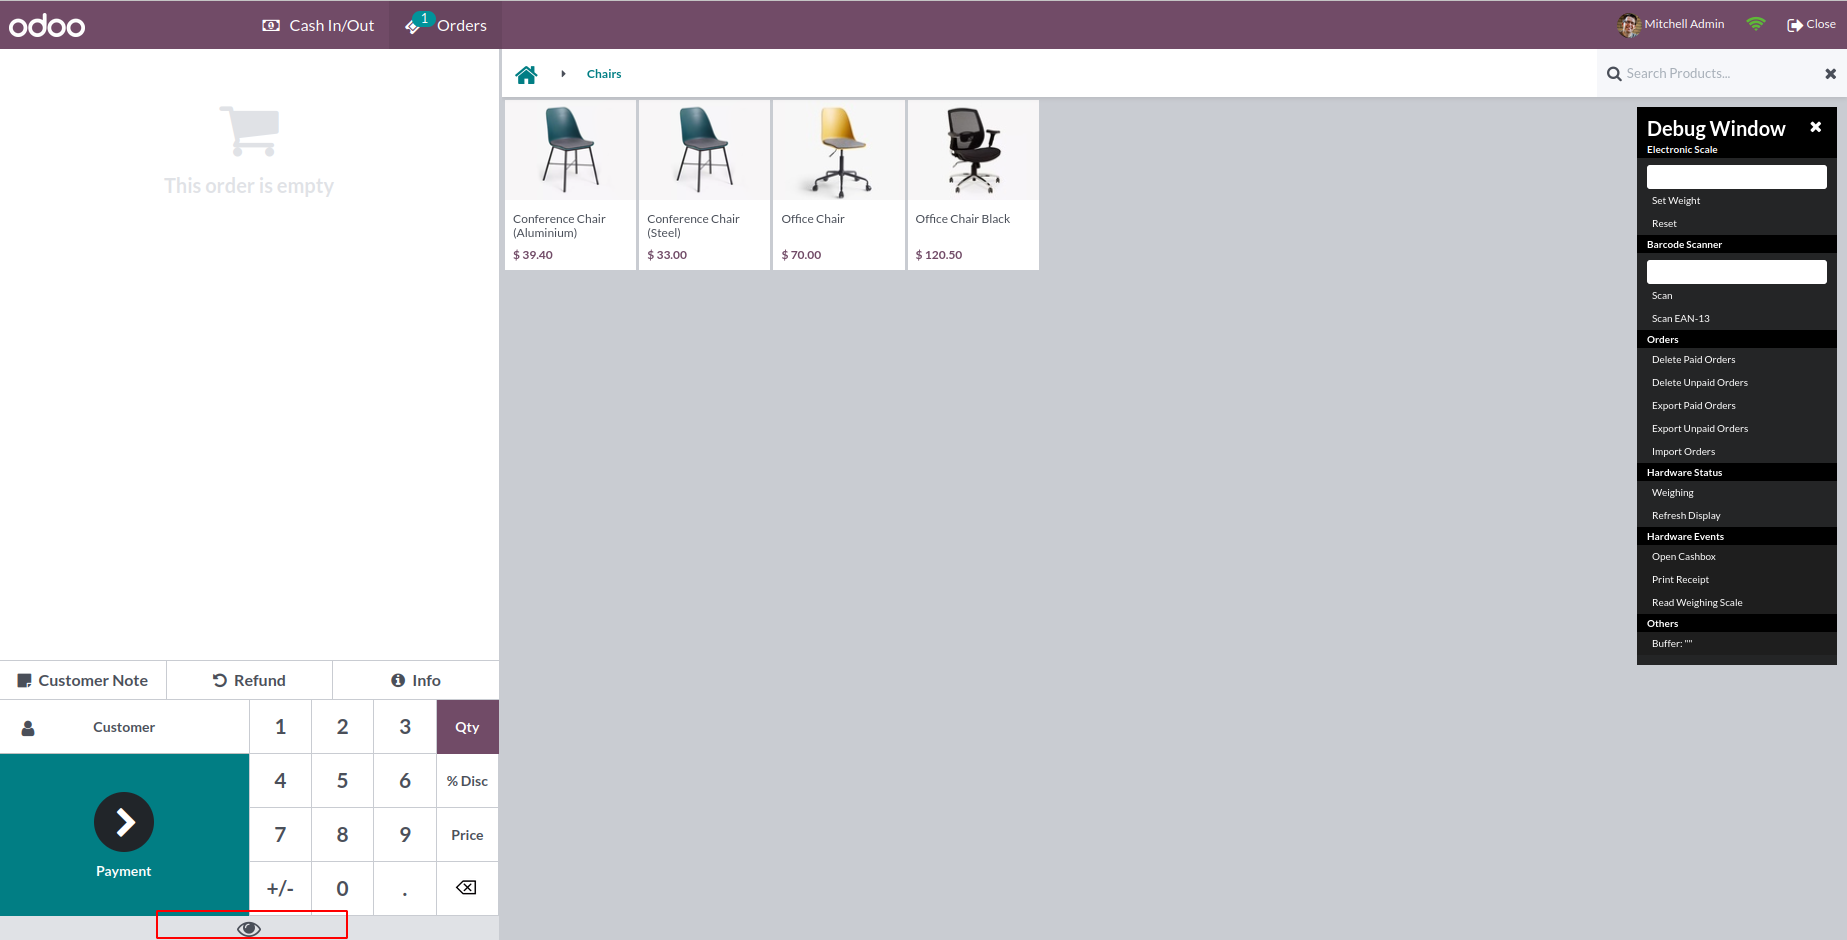 odoo
Cash In/Out
1
Orders
Mitchell Admin
Close
This order is empty
Chairs
Search Products...
Conference Chair
(Aluminium)
$ 39.40
Conference Chair
(Steel)
$ 33.00
Office Chair
$ 70.00
Office Chair Black
$ 120.50
Debug Window
Electronic Scale
Set Weight
Reset
Barcode Scanner
Scan
Scan EAN-13
Orders
Delete Paid Orders
Delete Unpaid Orders
Export Paid Orders
Export Unpaid Orders
Import Orders
Hardware Status
Weighing
Refresh Display
Hardware Events
Open Cashbox
Print Receipt
Read Weighing Scale
Others
Buffer: ""
Customer Note
Refund
Info
Customer
1 2 3 Qty
4 5 6 % Disc
7 8 9 Price
Payment
+/- 0 .